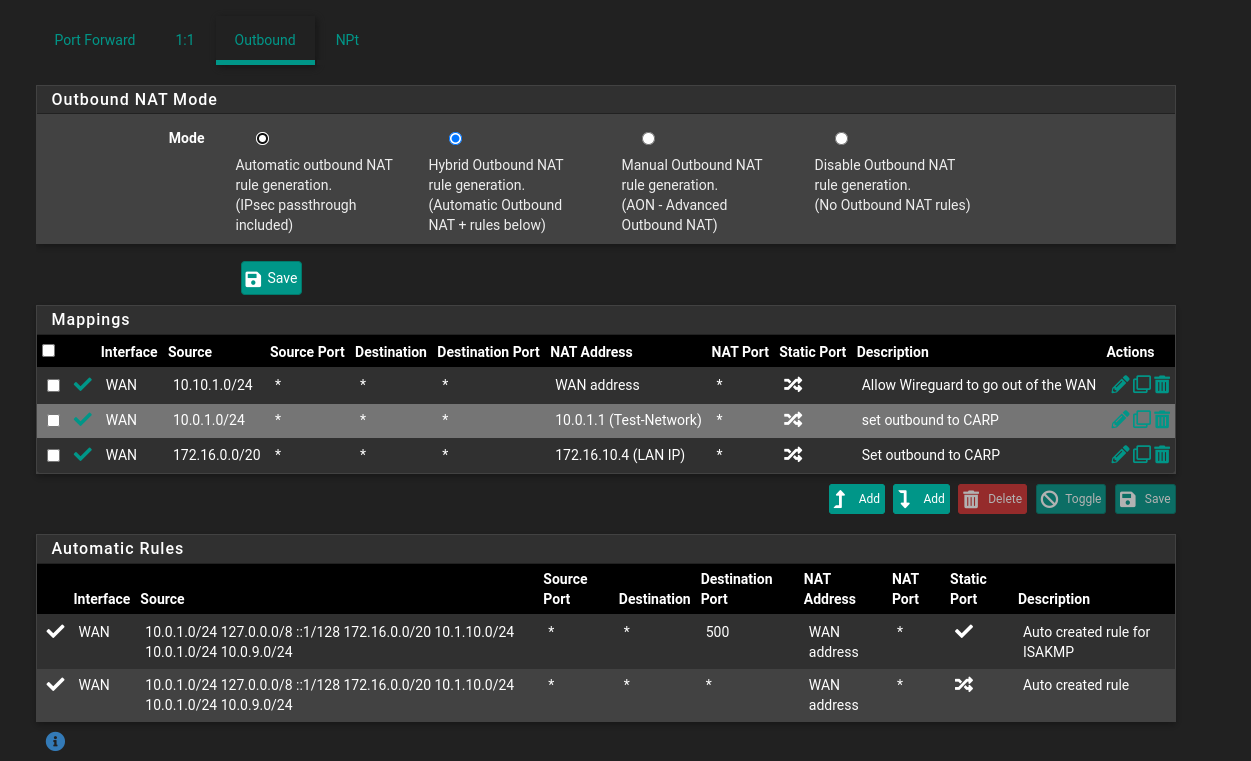 Port Forward 1:1 Outbound NPt
Outbound NAT Mode
Mode
Automatic outbound NAT
rule generation.
(IPsec passthrough
included)
Hybrid Outbound NAT
rule generation.
(Automatic Outbound
NAT + rules below)
Manual Outbound NAT
rule generation.
(AON - Advanced
Outbound NAT)
Disable Outbound NAT
rule generation.
(No Outbound NAT rules)
Save
Mappings
Interface Source Source Port Destination Destination Port NAT Address NAT Port Static Port Description Actions
WAN 10.10.1.0/24 * * * WAN address * Allow Wireguard to go out of the WAN
WAN 10.0.1.0/24 * * * 10.0.1.1 (Test-Network) * set outbound to CARP
WAN 172.16.0.0/20 * * * 172.16.10.4 (LAN IP) * Set outbound to CARP
Add Add Delete Toggle Save
Automatic Rules
Interface Source Source Port Destination Destination Port NAT Address NAT Port Static Port Description
WAN 10.0.1.0/24 127.0.0.0/8 ::1/128 172.16.0.0/20 10.1.10.0/24 * * 500 WAN * Auto created rule for
10.0.1.0/24 10.0.9.0/24 address ISAKMP
WAN 10.0.1.0/24 127.0.0.0/8 ::1/128 172.16.0.0/20 10.1.10.0/24 * * * WAN * Auto created rule
10.0.1.0/24 10.0.9.0/24 address